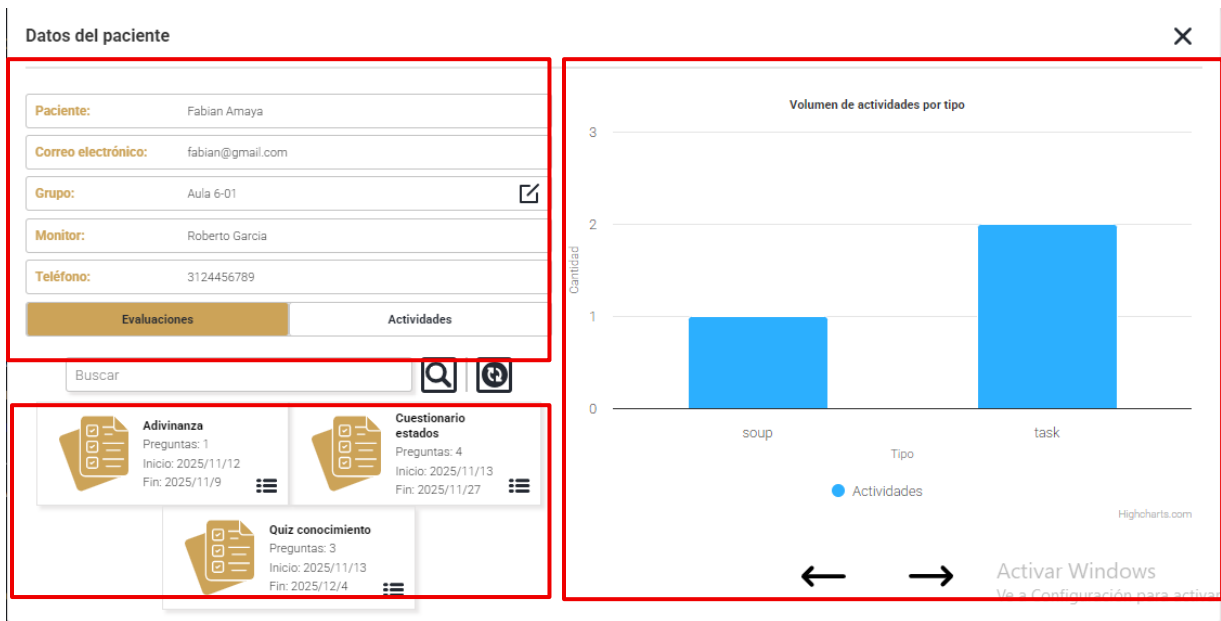 Datos del paciente
Paciente: Fabian Amaya
Correo electrónico: fabian@gmail.com
Grupo: Aula 6-01
Monitor: Roberto Garcia
Teléfono: 3124456789
Evaluaciones Actividades
Buscar
Adivinanza
Preguntas: 1
Inicio: 2025/11/12
Fin: 2025/11/9
Cuestionario
estados
Preguntas: 4
Inicio: 2025/11/13
Fin: 2025/11/27
Quiz conocimiento
Preguntas: 3
Inicio: 2025/11/13
Fin: 2025/12/4
Volumen de actividades por tipo
Cantidad
3
2
1
0
soup task
Tipo
Actividades
Highcharts.com
Activar Windows
Ve a Configuración para activar